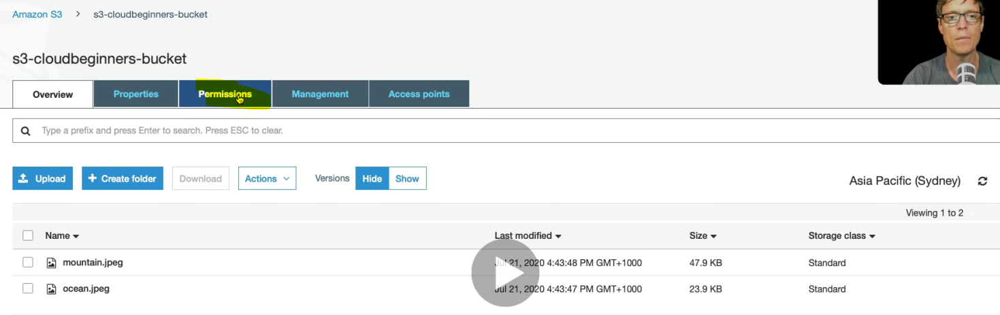 Amazon S3 > s3-cloudbeginners-bucket
s3-cloudbeginners-bucket
Overview Properties Permissions Management Access points
Type a prefix and press Enter to search. Press ESC to clear.
Upload + Create folder Download Actions Versions Hide Show
Asia Pacific (Sydney)
Viewing 1 to 2
Name Last modified Size Storage class
mountain.jpeg Jul 21, 2020 4:43:48 PM GMT+1000 47.9 KB Standard
ocean.jpeg Jul 21, 2020 4:43:47 PM GMT+1000 23.9 KB Standard